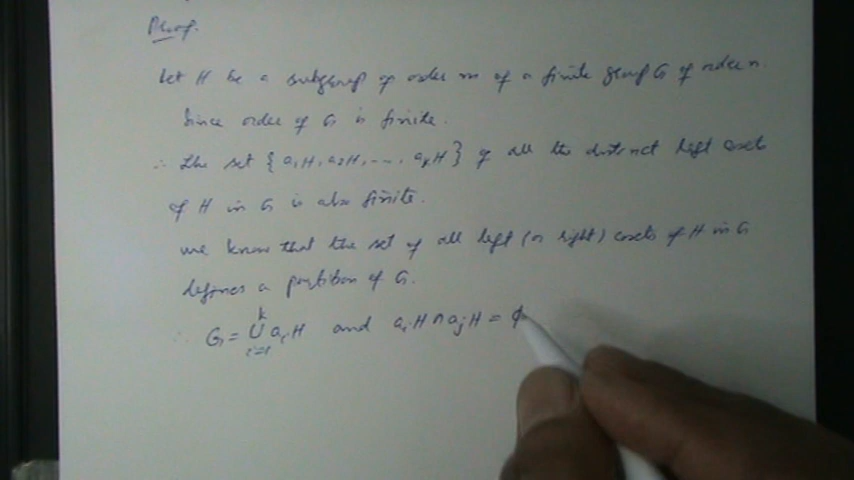 Proof.
Let H be a subgroup of order m of a finite group G of order n.
Since order of G is finite.
∴ The set {a₁H, a₂H, ..., aₖH} of all the distinct left cosets
of H in G is also finite.
we know that the set of all left (or right) cosets of H in G
defines a partition of G.
∴ G = ⋃ᵢ₌₁ᵏ aᵢH and aᵢH ∩ aⱼH = ϕ